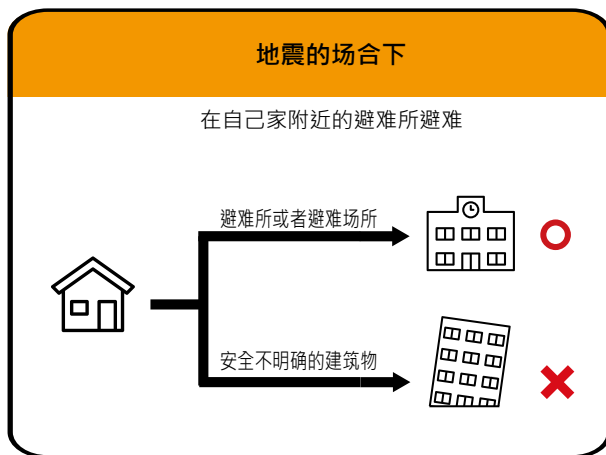 地震的场合下
在自己家附近的避难所避难
避难所或者避难场所
安全不明确的建筑物